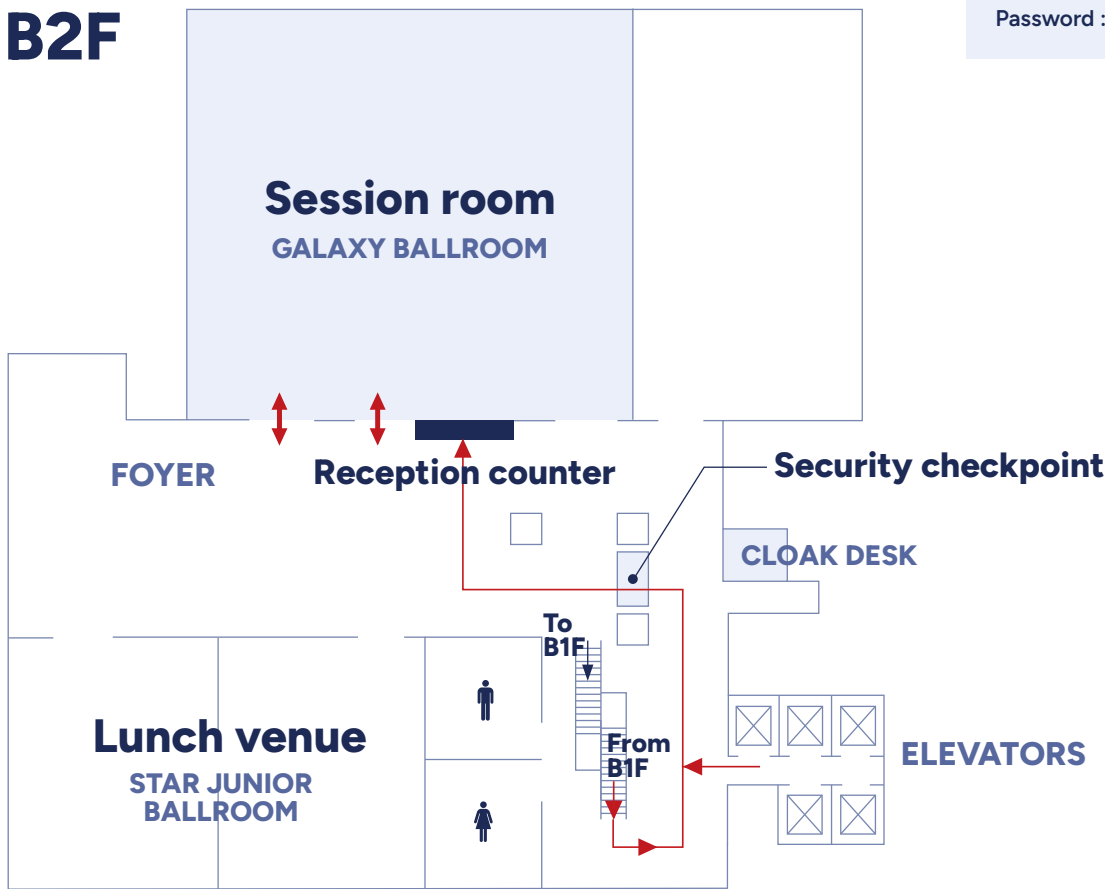 B2F
Password :
Session room
GALAXY BALLROOM
FOYER
Reception counter
Security checkpoint
CLOAK DESK
To
B1F
From
B1F
Lunch venue
STAR JUNIOR
BALLROOM
ELEVATORS